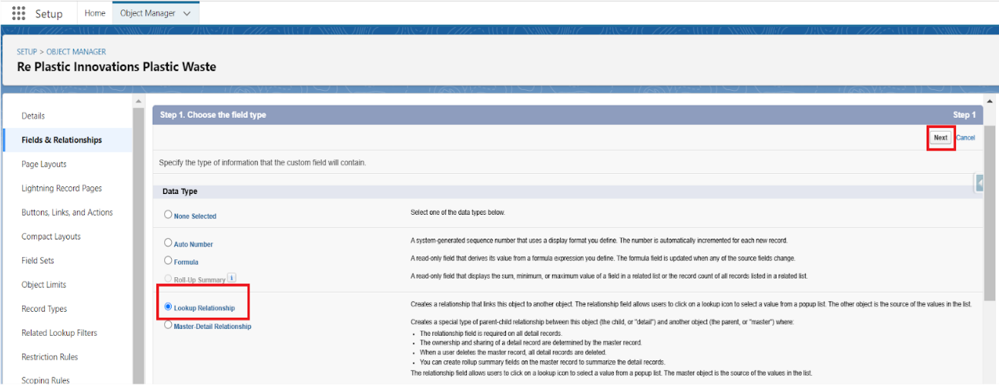 Setup
Home
Object Manager
SETUP > OBJECT MANAGER
Re Plastic Innovations Plastic Waste
Details
Fields & Relationships
Page Layouts
Lightning Record Pages
Buttons, Links, and Actions
Compact Layouts
Field Sets
Object Limits
Record Types
Related Lookup Filters
Restriction Rules
Scoping Rules
Step 1. Choose the field type
Step 1
Next
Cancel
Specify the type of information that the custom field will contain.
Data Type
None Selected
Select one of the data types below.
Auto Number
A system-generated sequence number that uses a display format you define. The number is automatically incremented for each new record.
Formula
A read-only field that derives its value from a formula expression you define. The formula field is updated when any of the source fields change.
Roll-Up Summary i
A read-only field that displays the sum, minimum, or maximum value of a field in a related list or the record count of all records listed in a related list.
Lookup Relationship
Creates a relationship that links this object to another object. The relationship field allows users to click on a lookup icon to select a value from a popup list. The other object is the source of the values in the list.
Master-Detail Relationship
Creates a special type of parent-child relationship between this object (the child, or "detail") and another object (the parent, or "master") where:
• The relationship field is required on all detail records.
• The ownership and sharing of a detail record are determined by the master record.
• When a user deletes the master record, all detail records are deleted.
• You can create rollup summary fields on the master record to summarize the detail records.
The relationship field allows users to click on a lookup icon to select a value from a popup list. The master object is the source of the values in the list.